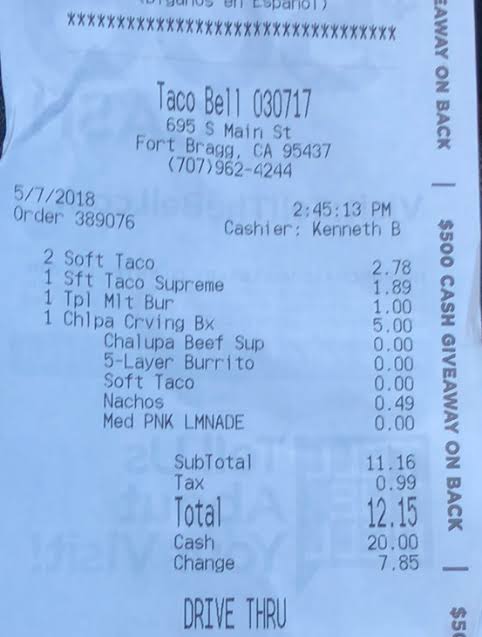 en Español)
xxxxxxxxxxxxxxxxxxxxxxxxxxxxxxxxx
Taco Bell 030717
695 S Main St
Fort Bragg, CA 95437
(707)962-4244
5/7/2018 2:45:13 PM
Order 389076 Cashier: Kenneth B
2 Soft Taco 2.78
1 Sft Taco Supreme 1.89
1 Tpl Mlt Bur 1.00
1 Chlpa Crving Bx 5.00
Chalupa Beef Sup 0.00
5-Layer Burrito 0.00
Soft Taco 0.00
Nachos 0.49
Med PNK LMNADE 0.00
SubTotal 11.16
Tax 0.99
Total 12.15
Cash 20.00
Change 7.85
DRIVE THRU
EAWAY ON BACK | $500 CASH GIVEAWAY ON BACK | $5